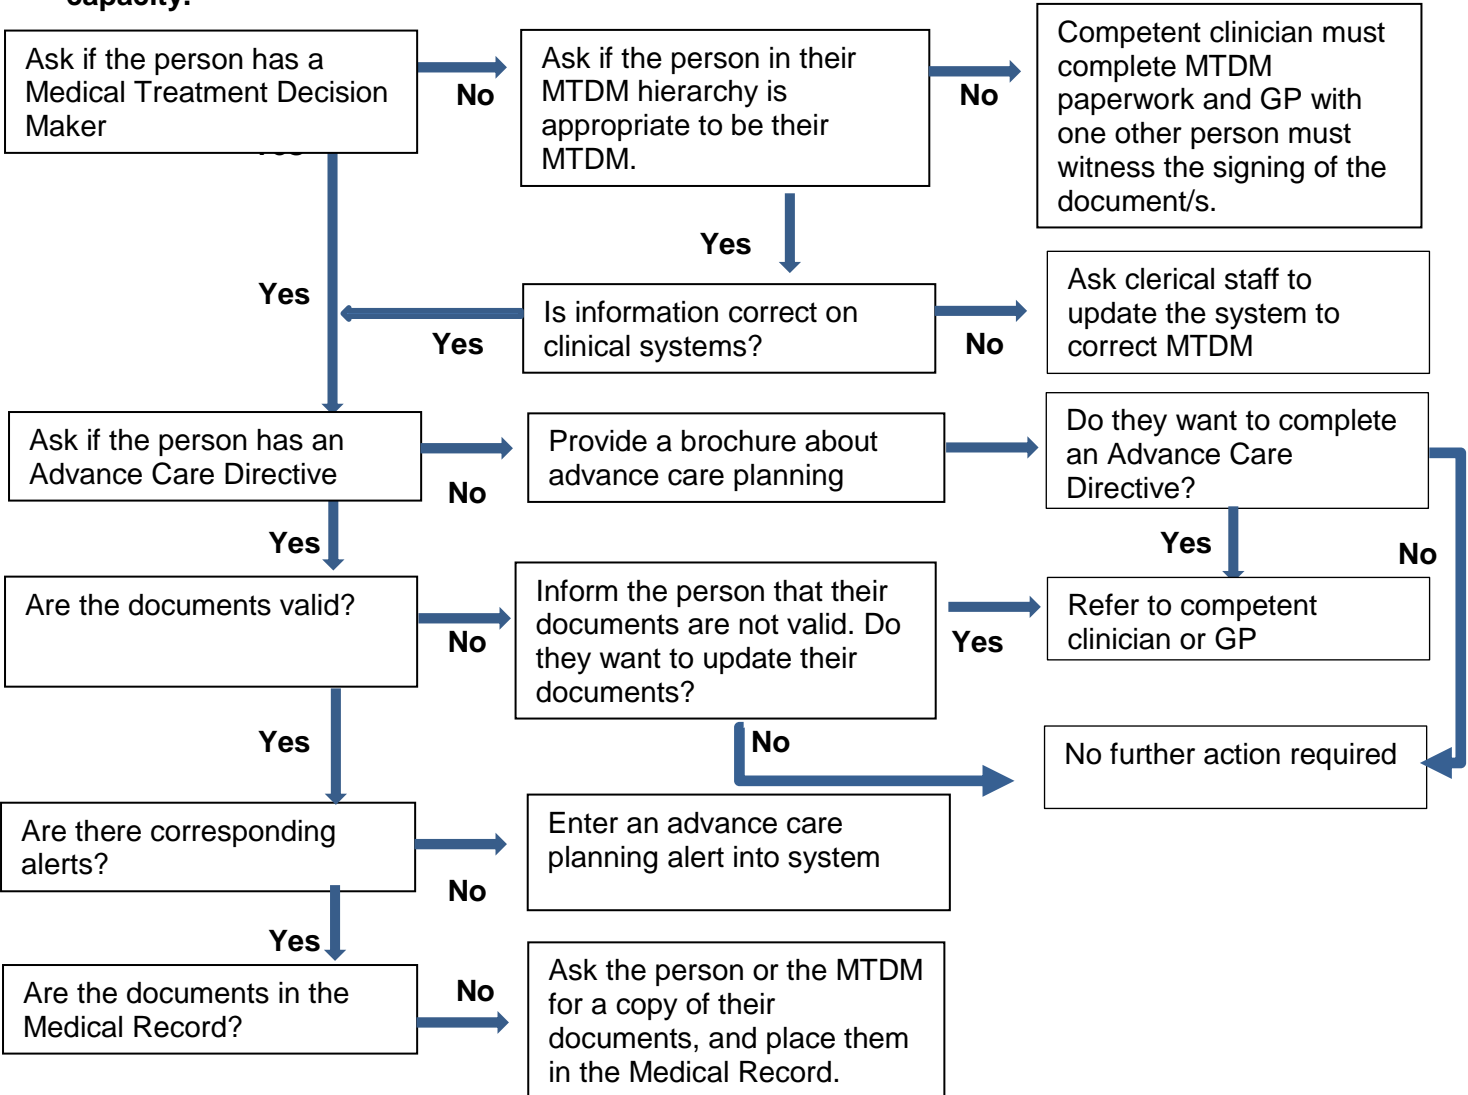 capacity.
Ask if the person has a
Medical Treatment Decision
Maker
No
Ask if the person in their
MTDM hierarchy is
appropriate to be their
MTDM.
No
Competent clinician must
complete MTDM
paperwork and GP with
one other person must
witness the signing of the
document/s.
Yes
Yes
Is information correct on
clinical systems?
Yes
No
Ask clerical staff to
update the system to
correct MTDM
Ask if the person has an
Advance Care Directive
No
Provide a brochure about
advance care planning
Do they want to complete
an Advance Care
Directive?
Yes
Yes
No
Are the documents valid?
No
Inform the person that their
documents are not valid. Do
they want to update their
documents?
Yes
Refer to competent
clinician or GP
Yes
No
No further action required
Are there corresponding
alerts?
No
Enter an advance care
planning alert into system
Yes
Are the documents in the
Medical Record?
No
Ask the person or the MTDM
for a copy of their
documents, and place them
in the Medical Record.